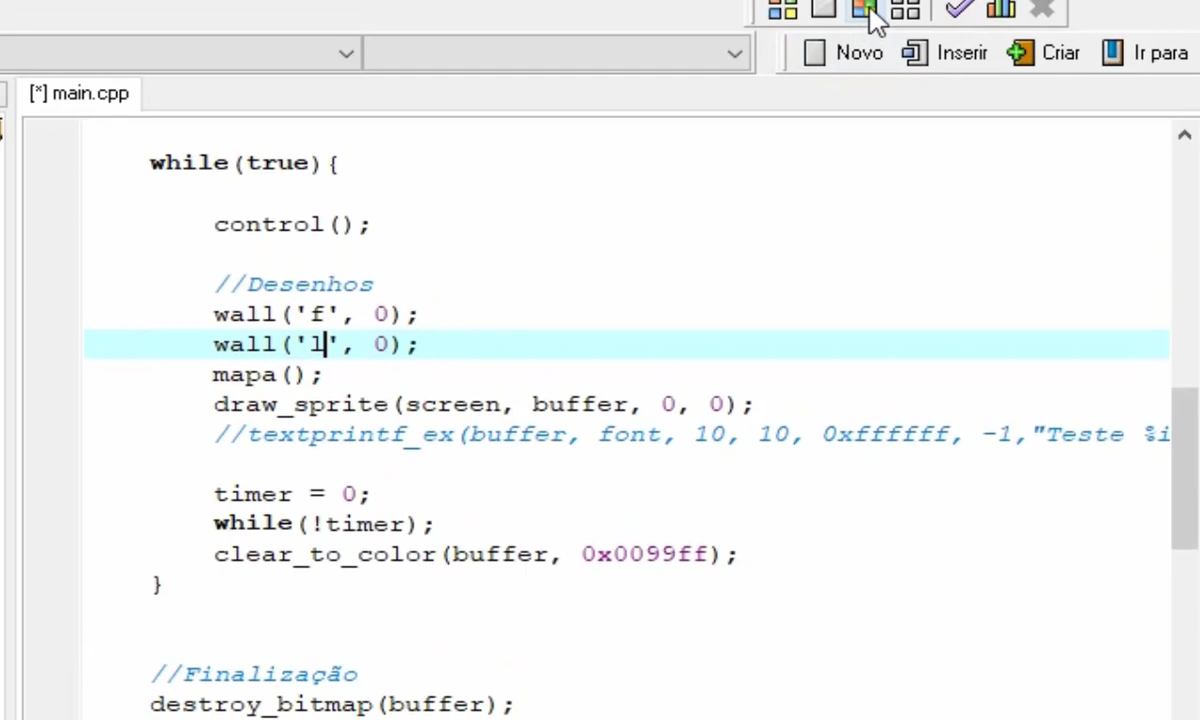 Novo Inserir Criar Ir para
[*] main.cpp
while(true){
control();
//Desenhos
wall('f', 0);
wall('l', 0);
mapa();
draw_sprite(screen, buffer, 0, 0);
//textprintf_ex(buffer, font, 10, 10, 0xffffff, -1,"Teste %i
timer = 0;
while(!timer);
clear_to_color(buffer, 0x0099ff);
}
//Finalização
destroy_bitmap(buffer);